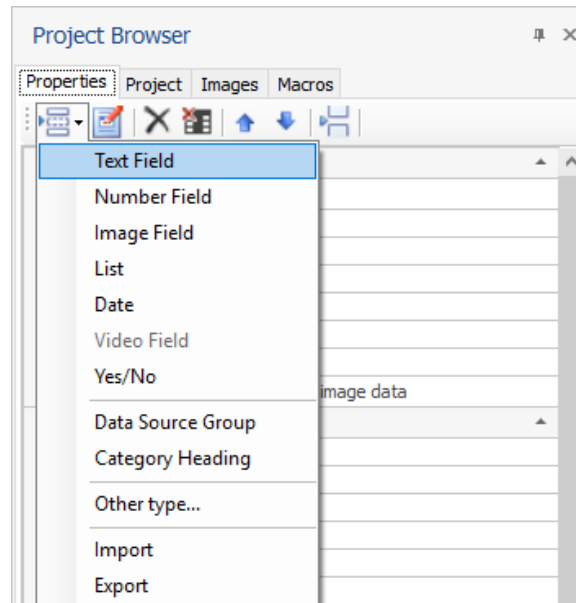 Project Browser
Properties Project Images Macros
Text Field
Number Field
Image Field
List
Date
Video Field
Yes/No
image data
Data Source Group
Category Heading
Other type...
Import
Export